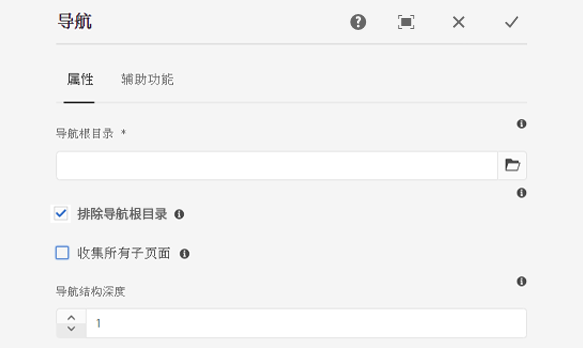 导航
属性 辅助功能
导航根目录 *
排除导航根目录
收集所有子页面
导航结构深度
1